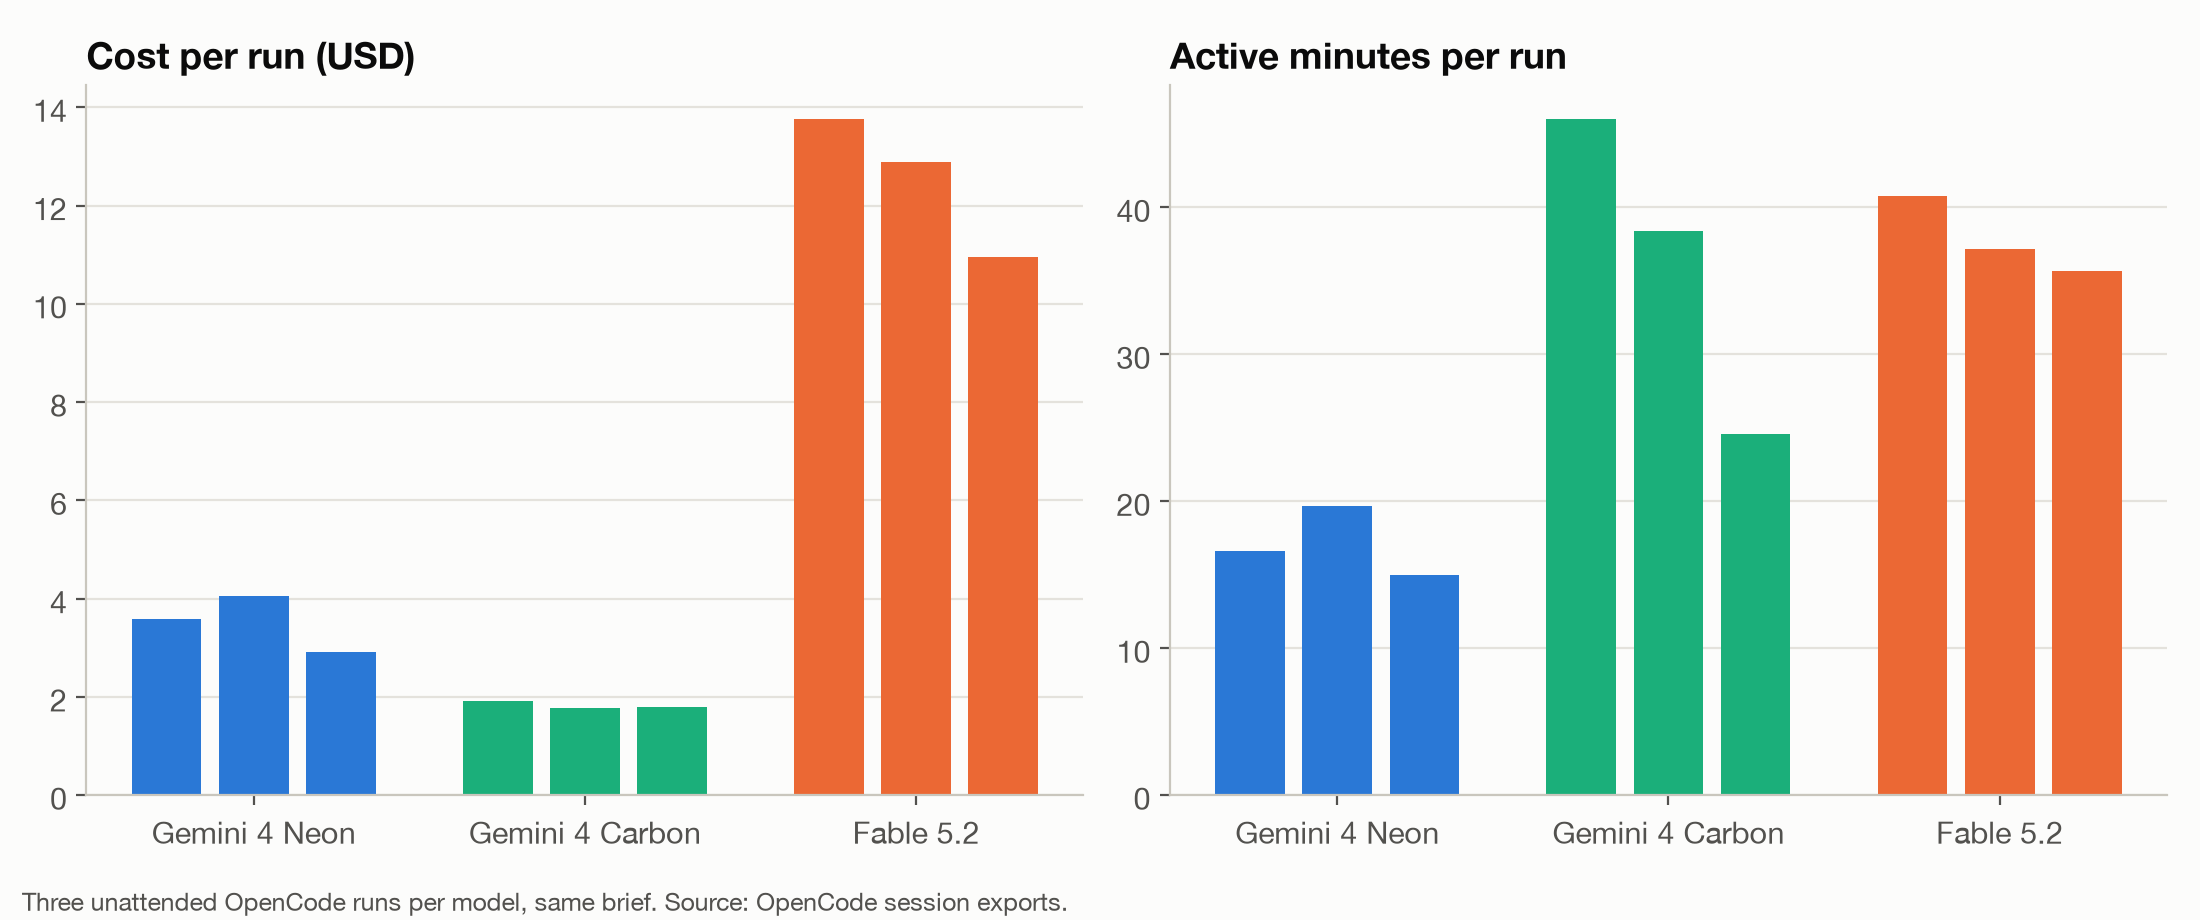 Cost per run (USD)
14
12
10
8
6
4
2
0
Gemini 4 Neon
Gemini 4 Carbon
Fable 5.2
Active minutes per run
40
30
20
10
0
Gemini 4 Neon
Gemini 4 Carbon
Fable 5.2
Three unattended OpenCode runs per model, same brief. Source: OpenCode session exports.